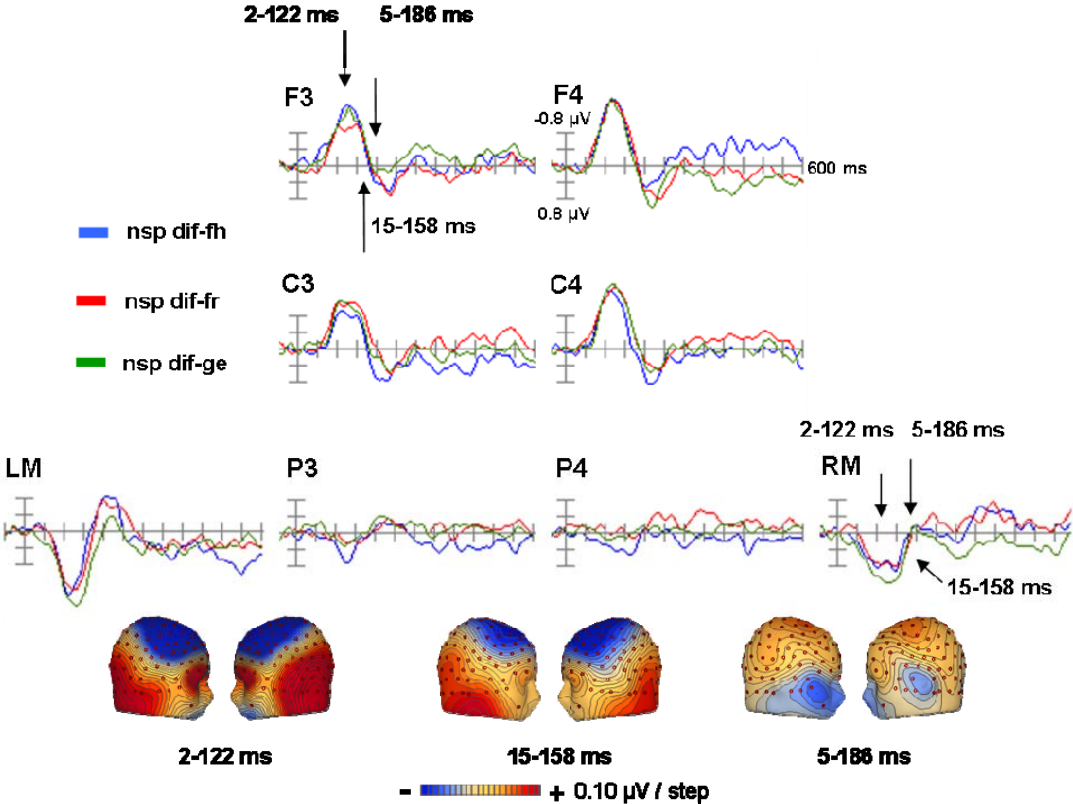 2-122 ms 5-186 ms
F3 F4
-0.8 µV
600 ms
0.8 µV
15-158 ms
nsp dif-fh
nsp dif-fr
nsp dif-ge
C3 C4
2-122 ms 5-186 ms
LM P3 P4 RM
15-158 ms
2-122 ms 15-158 ms 5-186 ms
- + 0.10 µV / step